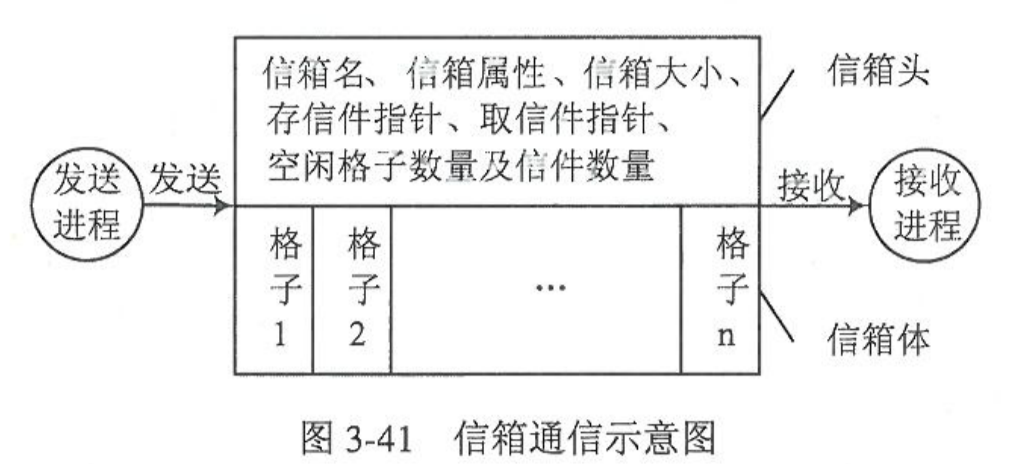 信箱名、信箱属性、信箱大小、
存信件指针、取信件指针、
空闲格子数量及信件数量
信箱头
发送
进程
发送
接收
接收
进程
格
子
1
格
子
2
…
格
子
n
信箱体
图 3-41 信箱通信示意图